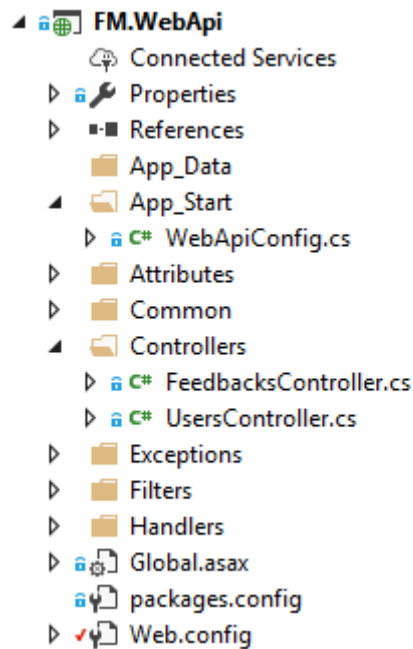 FM.WebApi
Connected Services
Properties
References
App_Data
App_Start
C# WebApiConfig.cs
Attributes
Common
Controllers
C# FeedbacksController.cs
C# UsersController.cs
Exceptions
Filters
Handlers
Global.asax
packages.config
Web.config